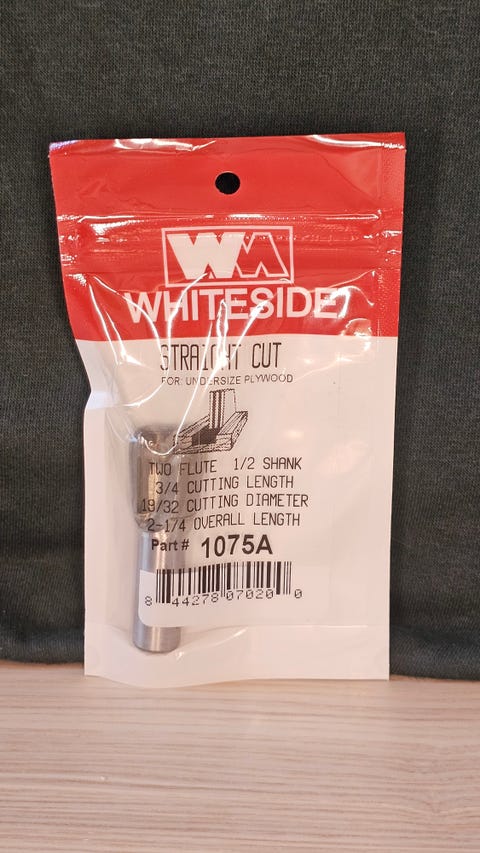 WM
WHITESIDE
STRAIGHT CUT
FOR: UNDERSIZE PLYWOOD
TWO FLUTE 1/2 SHANK
3/4 CUTTING LENGTH
19/32 CUTTING DIAMETER
2-1/4 OVERALL LENGTH
Part # 1075A
8 44278 07020 0